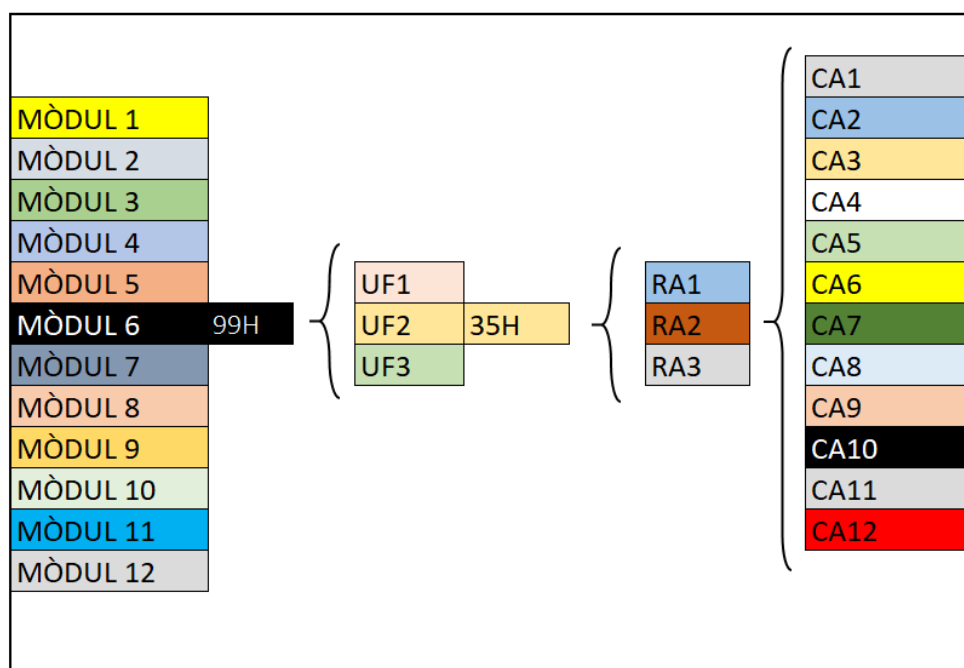 MÒDUL 1
MÒDUL 2
MÒDUL 3
MÒDUL 4
MÒDUL 5
MÒDUL 6 99H
MÒDUL 7
MÒDUL 8
MÒDUL 9
MÒDUL 10
MÒDUL 11
MÒDUL 12
UF1
UF2 35H
UF3
RA1
RA2
RA3
CA1
CA2
CA3
CA4
CA5
CA6
CA7
CA8
CA9
CA10
CA11
CA12